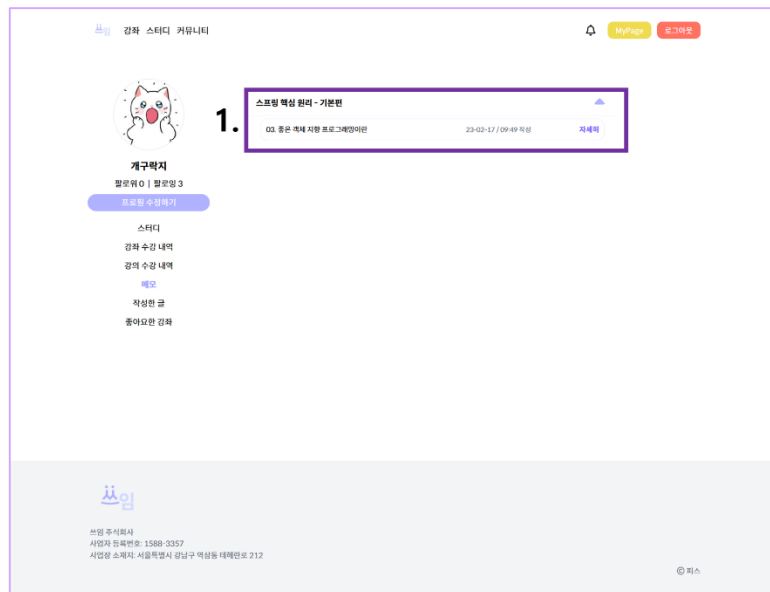 쓰임 강좌 스터디 커뮤니티 MyPage 로그아웃
1.
스프링 핵심 원리 - 기본편
03. 좋은 객체 지향 프로그래밍이란 23-02-17 / 09:49 작성 자세히
개구락지
팔로워 0 | 팔로잉 3
프로필 수정하기
스터디
강좌 수강 내역
강의 수강 내역
메모
작성한 글
좋아요한 강좌
쓰임
쓰임 주식회사
사업자 등록번호: 1588-3357
사업장 소재지: 서울특별시 강남구 역삼동 테헤란로 212
© 피스